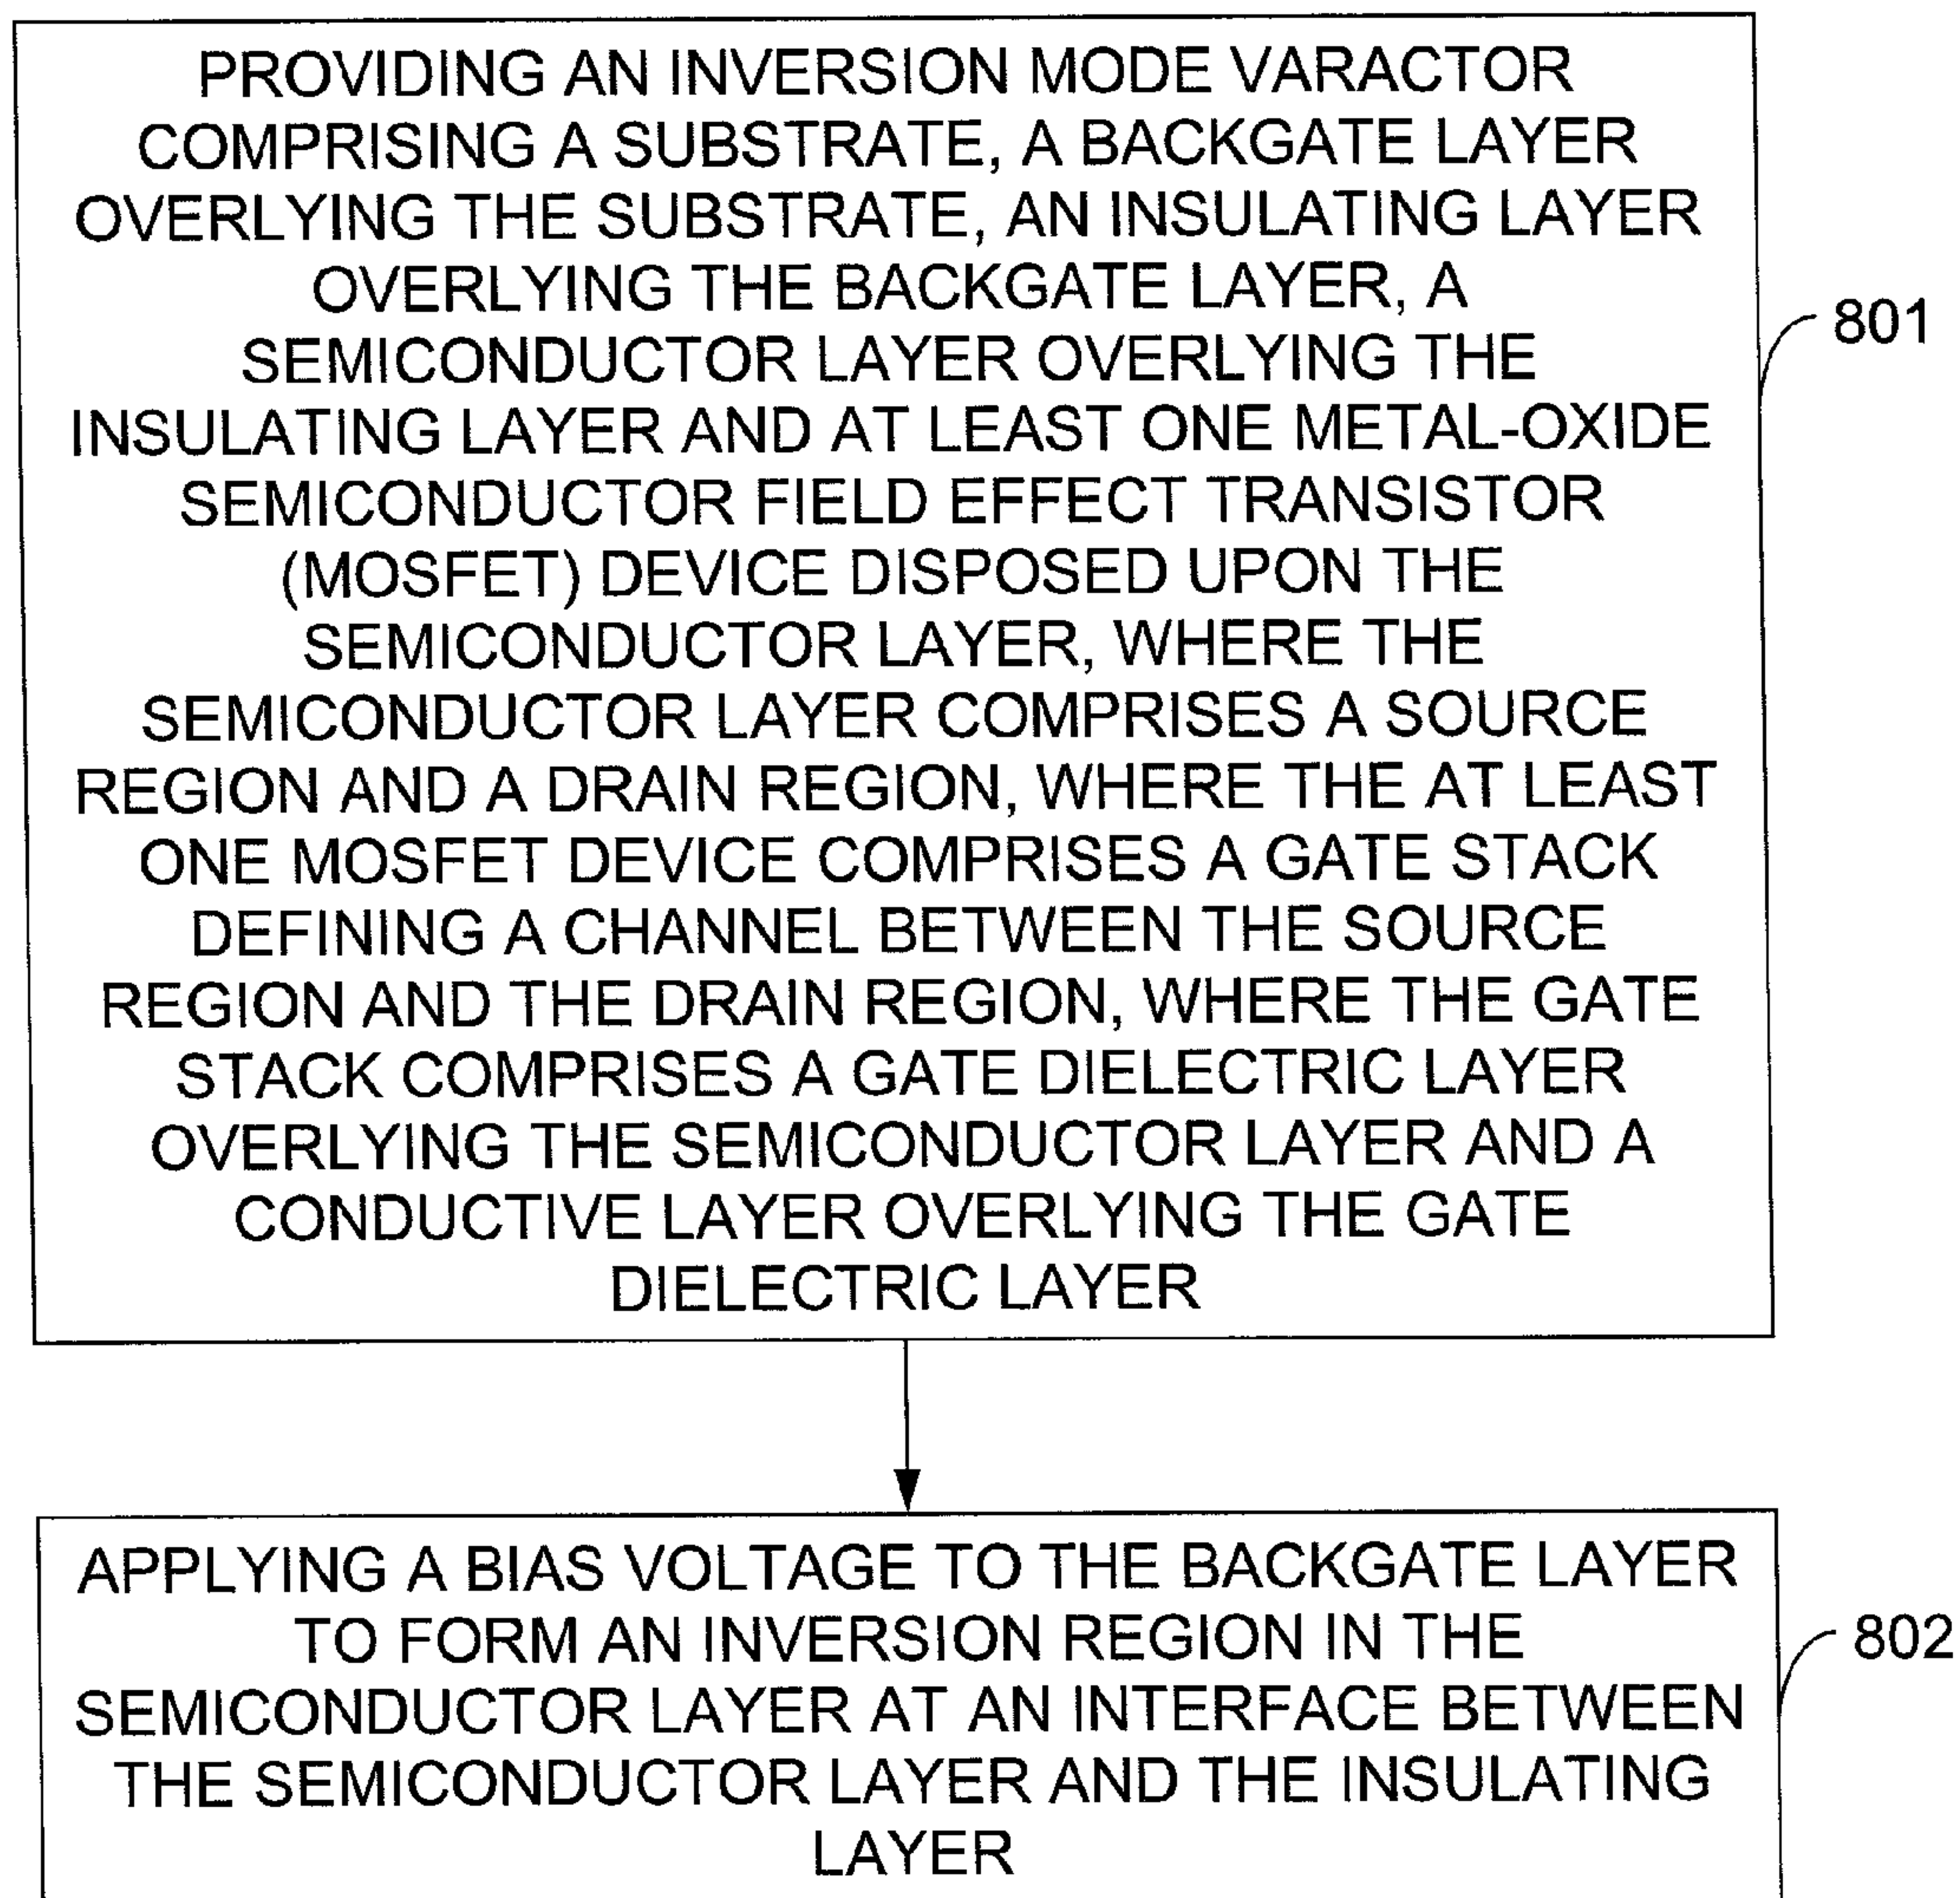 PROVIDING AN INVERSION MODE VARACTOR
COMPRISING A SUBSTRATE, A BACKGATE LAYER
OVERLYING THE SUBSTRATE, AN INSULATING LAYER
OVERLYING THE BACKGATE LAYER, A
SEMICONDUCTOR LAYER OVERLYING THE
INSULATING LAYER AND AT LEAST ONE METAL-OXIDE
SEMICONDUCTOR FIELD EFFECT TRANSISTOR
(MOSFET) DEVICE DISPOSED UPON THE
SEMICONDUCTOR LAYER, WHERE THE
SEMICONDUCTOR LAYER COMPRISES A SOURCE
REGION AND A DRAIN REGION, WHERE THE AT LEAST
ONE MOSFET DEVICE COMPRISES A GATE STACK
DEFINING A CHANNEL BETWEEN THE SOURCE
REGION AND THE DRAIN REGION, WHERE THE GATE
STACK COMPRISES A GATE DIELECTRIC LAYER
OVERLYING THE SEMICONDUCTOR LAYER AND A
CONDUCTIVE LAYER OVERLYING THE GATE
DIELECTRIC LAYER
801
APPLYING A BIAS VOLTAGE TO THE BACKGATE LAYER
TO FORM AN INVERSION REGION IN THE
SEMICONDUCTOR LAYER AT AN INTERFACE BETWEEN
THE SEMICONDUCTOR LAYER AND THE INSULATING
LAYER
802